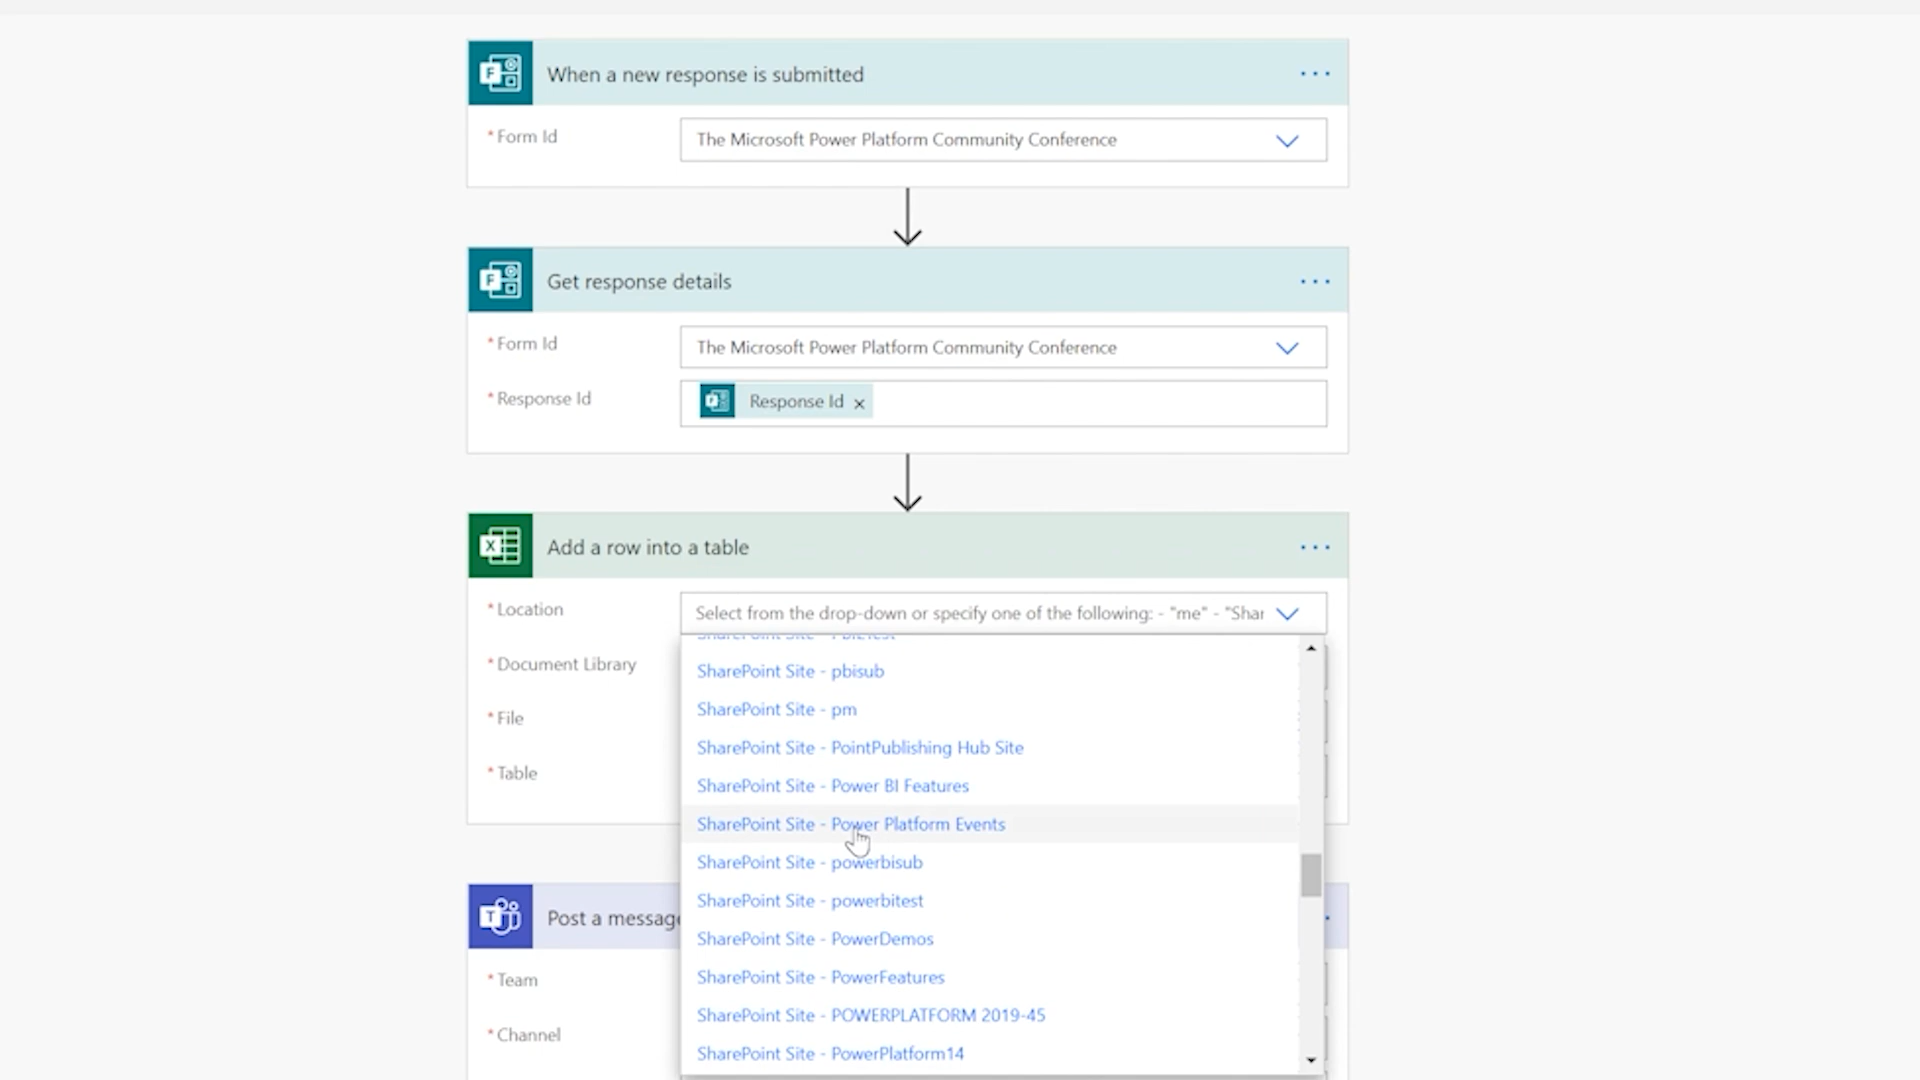 When a new response is submitted
* Form Id
The Microsoft Power Platform Community Conference
Get response details
* Form Id
The Microsoft Power Platform Community Conference
* Response Id
Response Id ×
Add a row into a table
* Location
Select from the drop-down or specify one of the following: - "me" - "Shar
SharePoint Site - pbisub
* Document Library
SharePoint Site - pm
* File
SharePoint Site - PointPublishing Hub Site
* Table
SharePoint Site - Power BI Features
SharePoint Site - Power Platform Events
SharePoint Site - powerbisub
SharePoint Site - powerbitest
Post a message
SharePoint Site - PowerDemos
* Team
SharePoint Site - PowerFeatures
SharePoint Site - POWERPLATFORM 2019-45
* Channel
SharePoint Site - PowerPlatform14